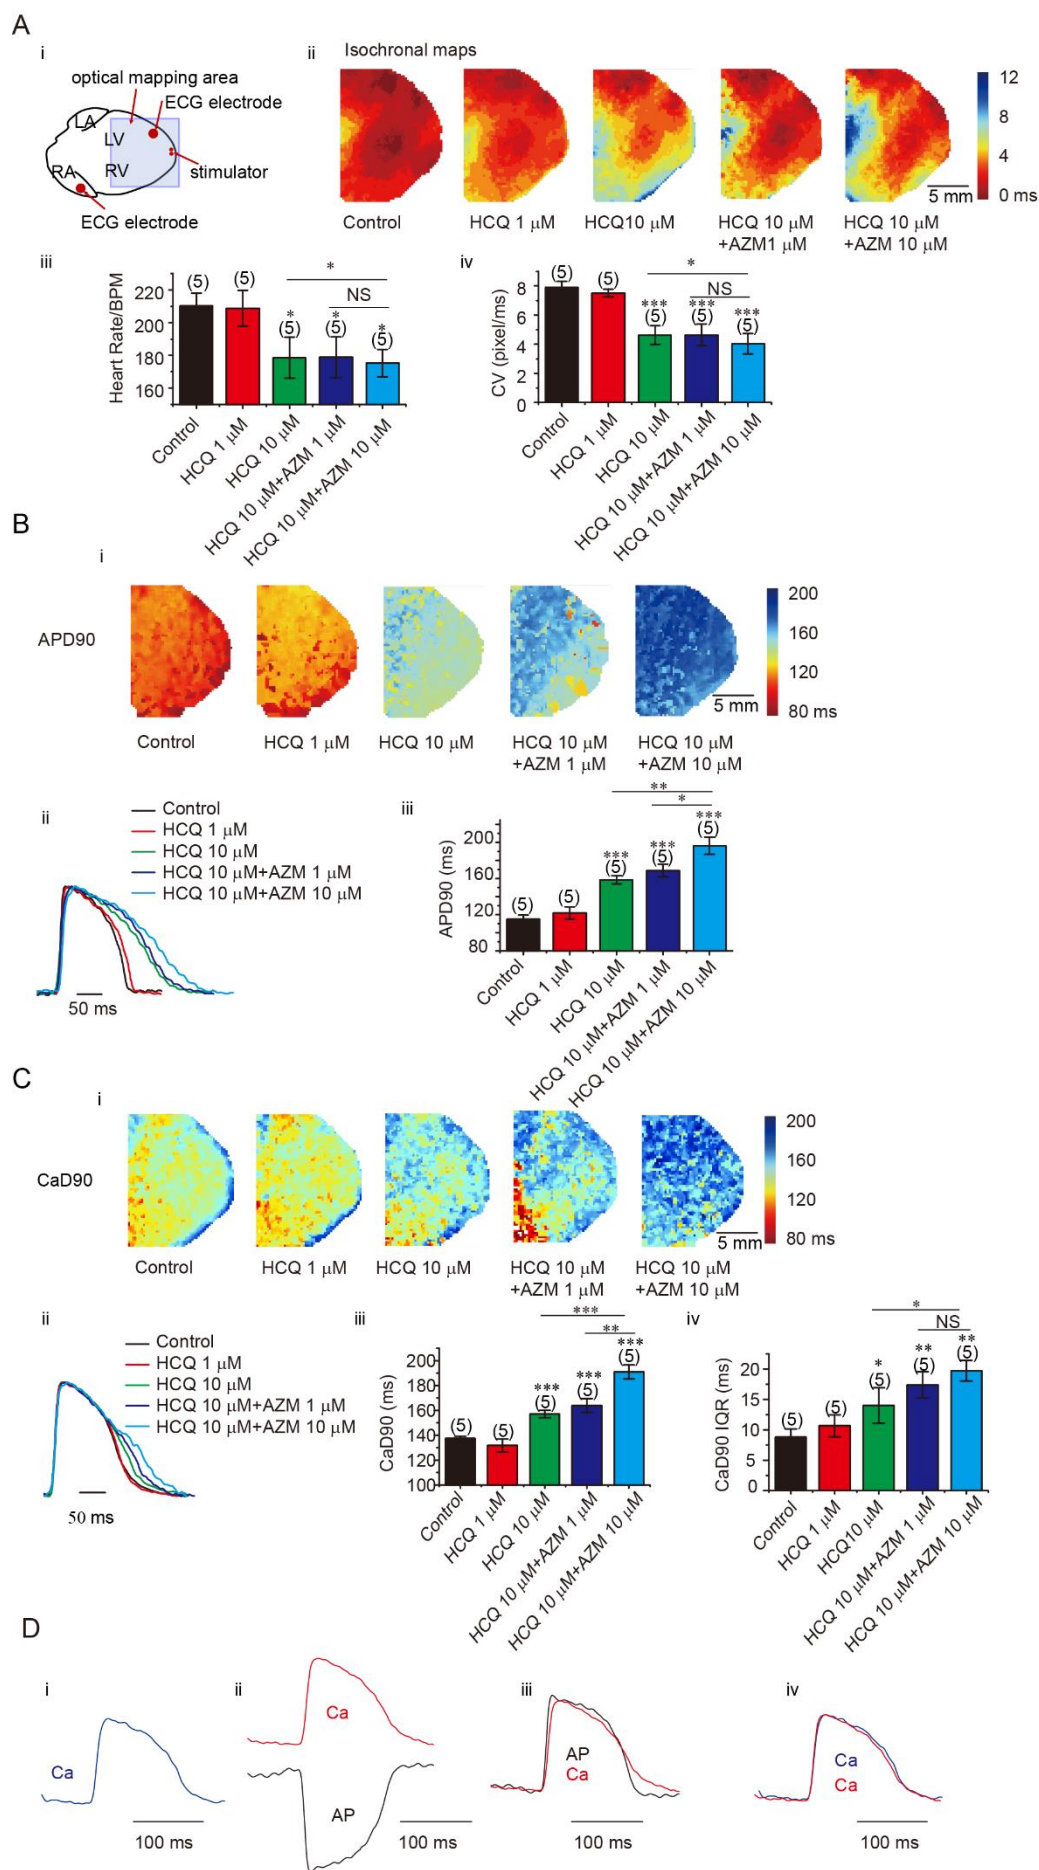 A
i
optical mapping area
ECG electrode
LA
LV
RA
RV
stimulator
ECG electrode
ii
Isochronal maps
12
8
4
0 ms
5 mm
Control
HCQ 1 μM
HCQ10 μM
HCQ 10 μM
+AZM1 μM
HCQ 10 μM
+AZM 10 μM
iii
Heart Rate/BPM
220
200
180
160
(5)
(5)
*
(5)
*
(5)
*
(5)
*
NS
Control
HCQ 1 μM
HCQ 10 μM
HCQ 10 μM+AZM 1 μM
HCQ 10 μM+AZM 10 μM
iv
CV (pixel/ms)
8
6
4
2
0
(5)
(5)
***
(5)
***
(5)
***
(5)
*
NS
Control
HCQ 1 μM
HCQ 10 μM
HCQ 10 μM+AZM 1 μM
HCQ 10 μM+AZM 10 μM
B
i
APD90
200
160
120
80 ms
5 mm
Control
HCQ 1 μM
HCQ 10 μM
HCQ 10 μM
+AZM 1 μM
HCQ 10 μM
+AZM 10 μM
ii
Control
HCQ 1 μM
HCQ 10 μM
HCQ 10 μM+AZM 1 μM
HCQ 10 μM+AZM 10 μM
50 ms
iii
APD90 (ms)
200
160
120
80
(5)
(5)
***
(5)
***
(5)
***
(5)
**
*
Control
HCQ 1 μM
HCQ 10 μM
HCQ 10 μM+AZM 1 μM
HCQ 10 μM+AZM 10 μM
C
i
CaD90
200
160
120
80 ms
5 mm
Control
HCQ 1 μM
HCQ 10 μM
HCQ 10 μM
+AZM 1 μM
HCQ 10 μM
+AZM 10 μM
ii
Control
HCQ 1 μM
HCQ 10 μM
HCQ 10 μM+AZM 1 μM
HCQ 10 μM+AZM 10 μM
50 ms
iii
CaD90 (ms)
200
180
160
140
120
100
(5)
(5)
***
(5)
***
(5)
***
(5)
***
**
Control
HCQ 1 μM
HCQ 10 μM
HCQ 10 μM+AZM 1 μM
HCQ 10 μM+AZM 10 μM
iv
CaD90 IQR (ms)
20
15
10
5
0
(5)
(5)
*
(5)
**
(5)
**
(5)
*
NS
Control
HCQ 1 μM
HCQ10 μM
HCQ 10 μM+AZM 1 μM
HCQ 10 μM+AZM 10 μM
D
i
Ca
100 ms
ii
Ca
AP
100 ms
iii
AP
Ca
100 ms
iv
Ca
Ca
100 ms